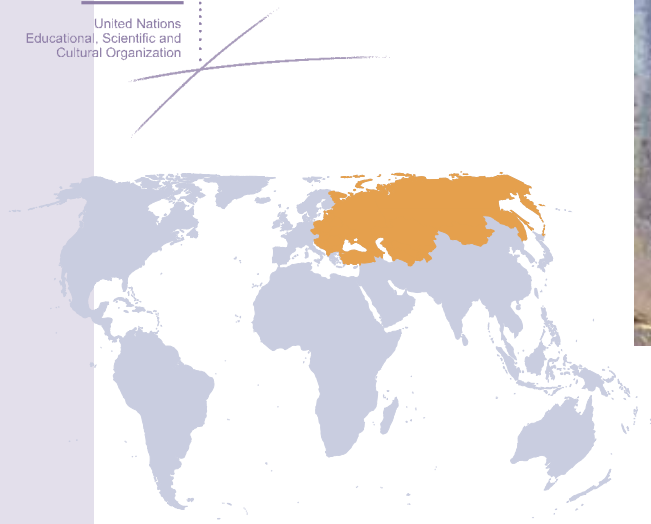 United Nations
Educational, Scientific and
Cultural Organization